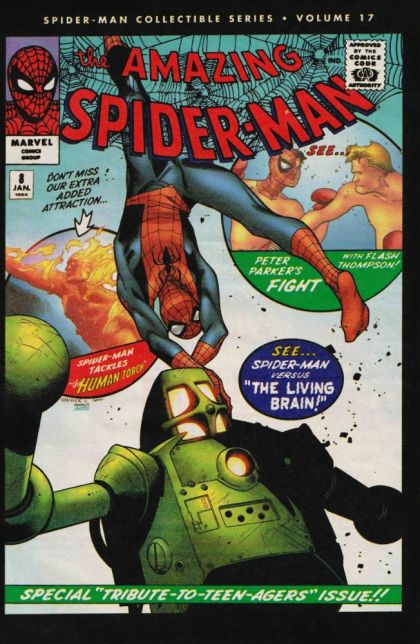 SPIDER-MAN COLLECTIBLE SERIES • VOLUME 17
the AMAZING
SPIDER-MAN
IND.
APPROVED
BY THE
COMICS
CODE
AUTHORITY
MARVEL
COMICS
GROUP
8
JAN.
1964
DON'T MISS
OUR EXTRA
ADDED
ATTRACTION...
SEE...
PETER
PARKER'S
FIGHT
WITH FLASH
THOMPSON!
SPIDER-MAN
TACKLES
"the HUMAN TORCH"
SEE...
SPIDER-MAN
VERSUS
"THE LIVING
BRAIN!"
SPECIAL "TRIBUTE-TO-TEEN-AGERS" ISSUE!!